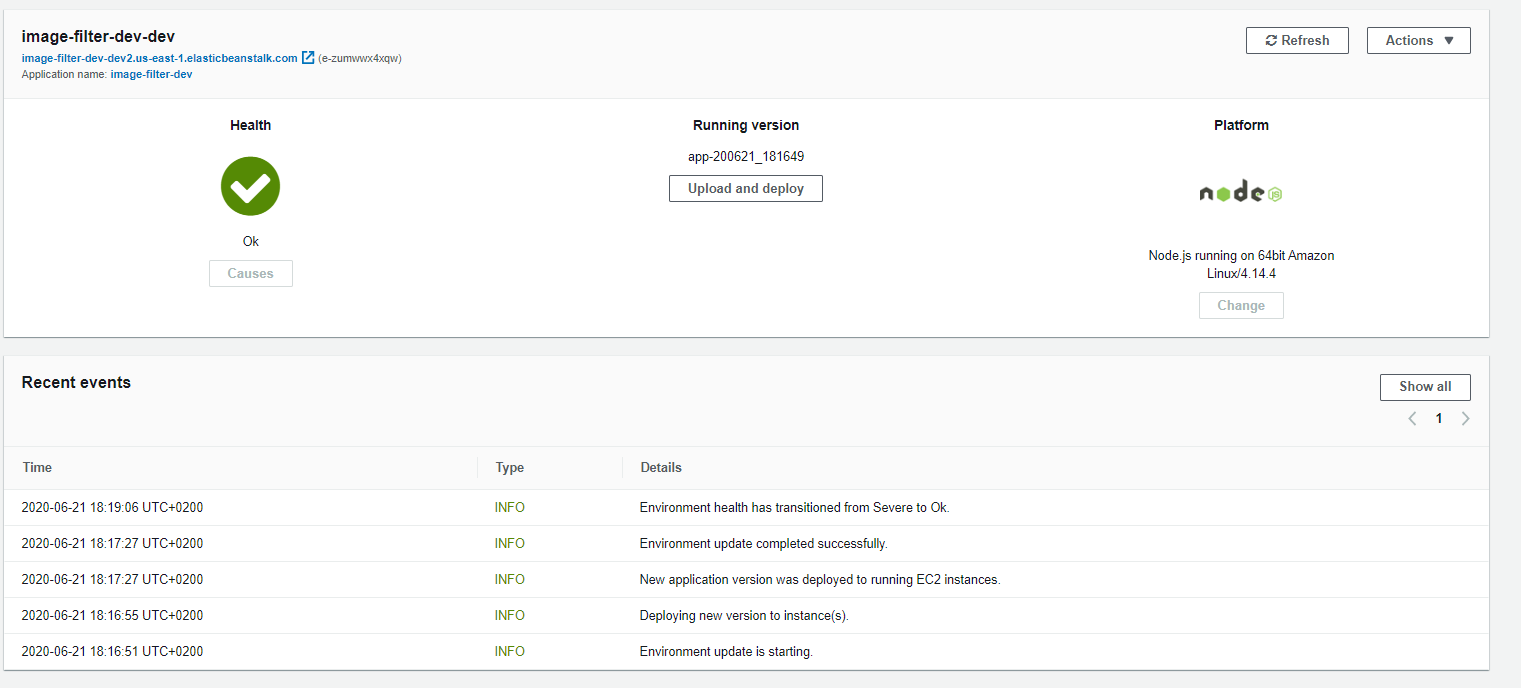 image-filter-dev-dev
image-filter-dev-dev2.us-east-1.elasticbeanstalk.com (e-zumwwx4xqw)
Application name: image-filter-dev
Refresh
Actions
Health
Ok
Causes
Running version
app-200621_181649
Upload and deploy
Platform
node JS
Node.js running on 64bit Amazon
Linux/4.14.4
Change
Recent events
Show all
1
Time Type Details
2020-06-21 18:19:06 UTC+0200 INFO Environment health has transitioned from Severe to Ok.
2020-06-21 18:17:27 UTC+0200 INFO Environment update completed successfully.
2020-06-21 18:17:27 UTC+0200 INFO New application version was deployed to running EC2 instances.
2020-06-21 18:16:55 UTC+0200 INFO Deploying new version to instance(s).
2020-06-21 18:16:51 UTC+0200 INFO Environment update is starting.